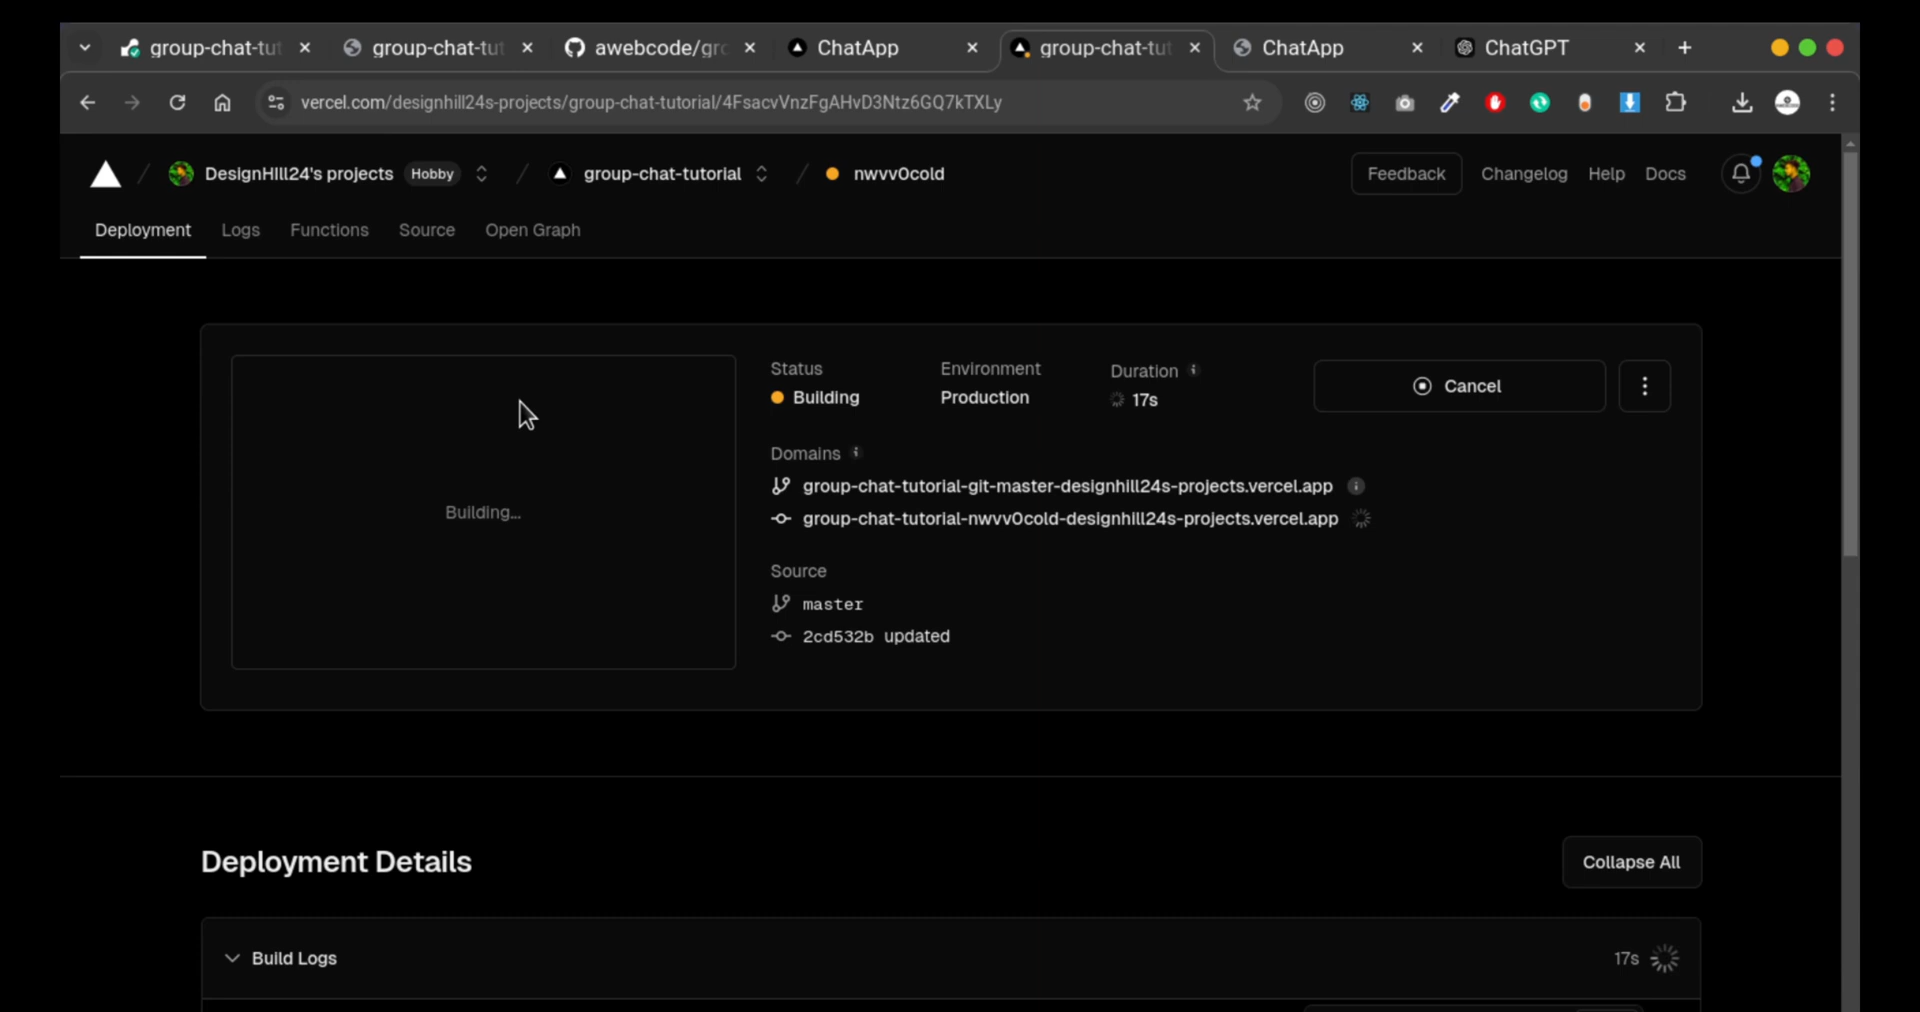 group-chat-tut
group-chat-tut
awebcode/gro
ChatApp
group-chat-tut
ChatApp
ChatGPT
vercel.com/designhill24s-projects/group-chat-tutorial/4FsacvVnzFgAHvD3Ntz6GQ7kTXLy
DesignHIll24's projects Hobby / group-chat-tutorial / nwvv0cold
Feedback Changelog Help Docs
Deployment Logs Functions Source Open Graph
Building...
Status Environment Duration
Building Production 17s
Cancel
Domains
group-chat-tutorial-git-master-designhill24s-projects.vercel.app
group-chat-tutorial-nwvv0cold-designhill24s-projects.vercel.app
Source
master
2cd532b updated
Deployment Details
Collapse All
Build Logs
17s